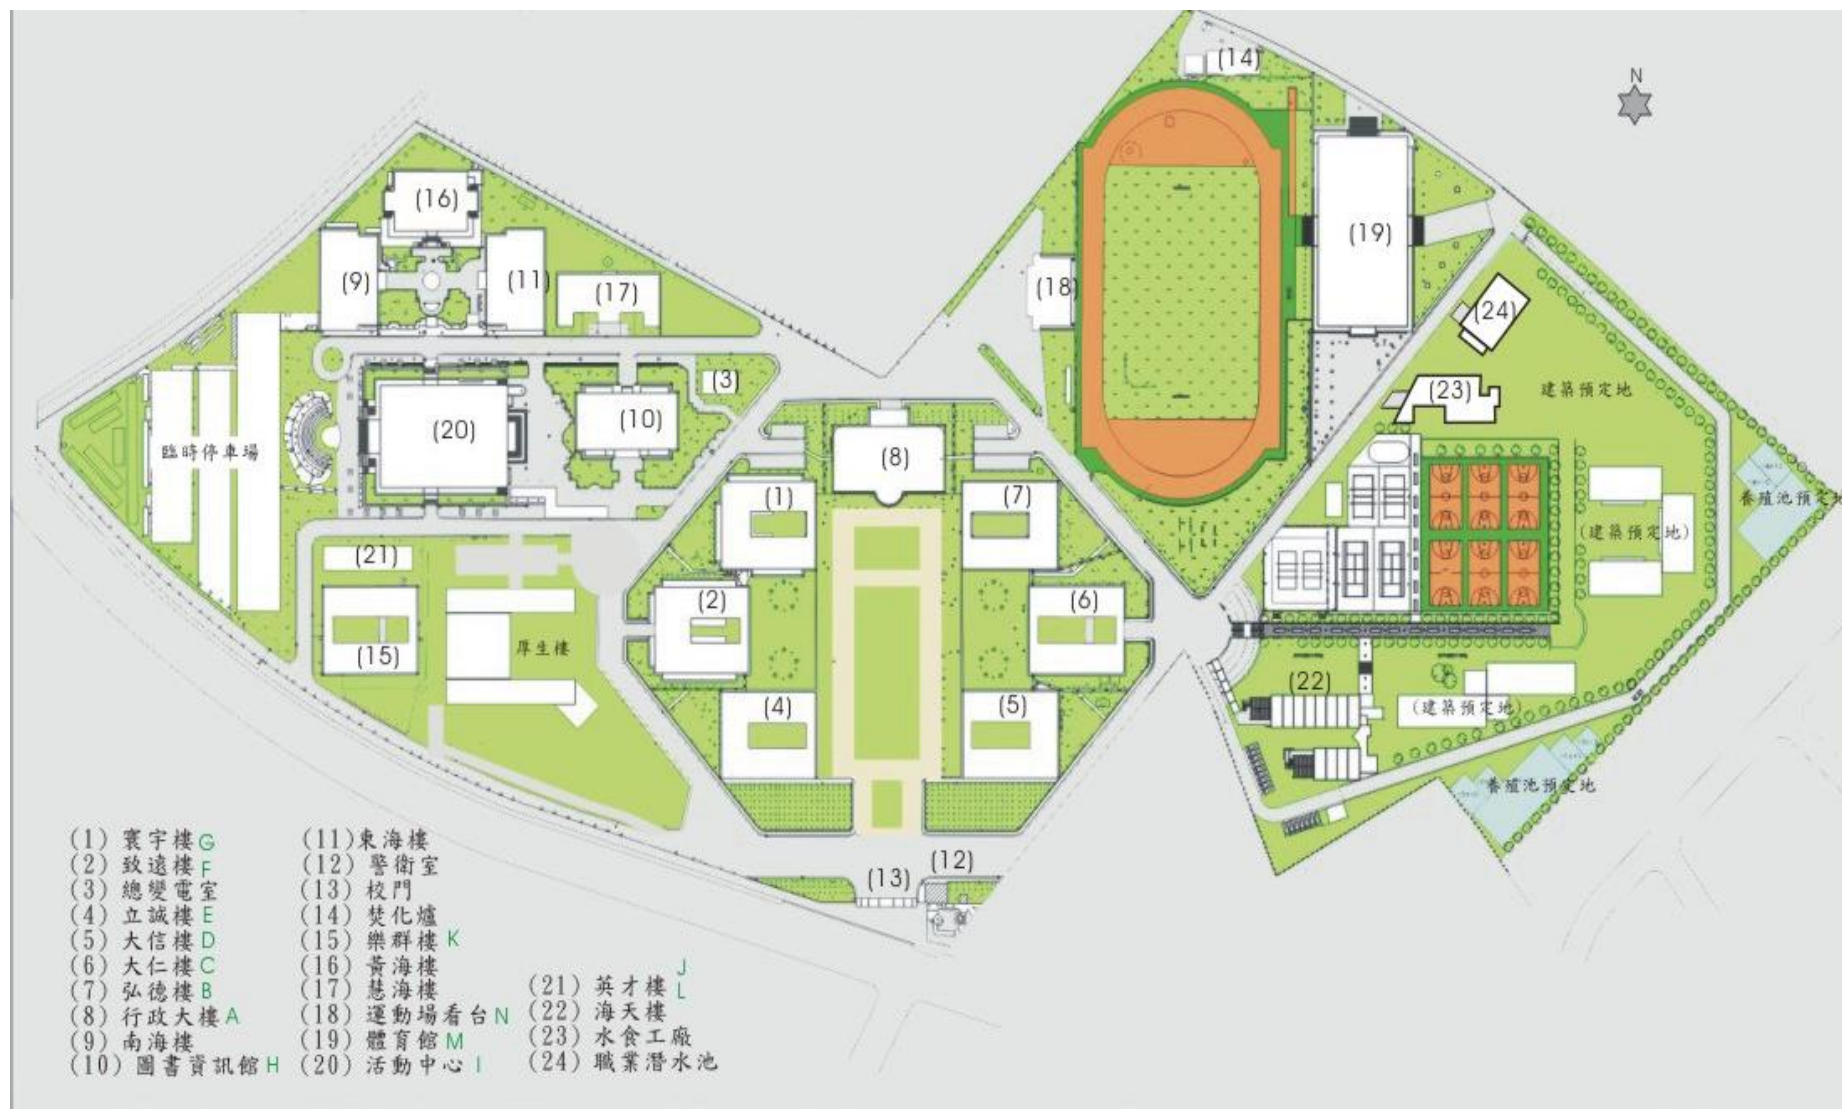 N
(14)
(16)
(19)
(9)
(11)
(17)
(18)
(24)
(3)
(23)
建築預定地
(10)
(20)
臨時停車場
(8)
(1)
(7)
養殖池預定地
(建築預定地)
(21)
(2)
(6)
厚生樓
(15)
(22)
(4)
(5)
(建築預定地)
養殖池預定地
(12)
(13)
(1) 寰宇樓 G
(2) 致遠樓 F
(3) 總變電室
(4) 立誠樓 E
(5) 大信樓 D
(6) 大仁樓 C
(7) 弘德樓 B
(8) 行政大樓 A
(9) 南海樓
(10) 圖書資訊館 H
(11)東海樓
(12) 警衛室
(13) 校門
(14) 焚化爐
(15) 樂群樓 K
(16) 黃海樓
(17) 慧海樓
(18) 運動場看台 N
(19) 體育館 M
(20) 活動中心 I
J
(21) 英才樓 L
(22) 海天樓
(23) 水食工廠
(24) 職業潛水池